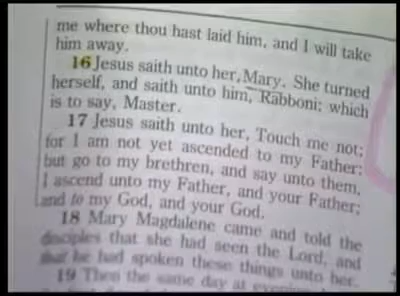 me where thou hast laid him, and I will take
him away.
16 Jesus saith unto her, Mary. She turned
herself, and saith unto him, Rabboni; which
is to say, Master.
17 Jesus saith unto her, Touch me not;
for I am not yet ascended to my Father:
but go to my brethren, and say unto them,
I ascend unto my Father, and your Father;
and to my God, and your God.
18 Mary Magdalene came and told the
disciples that she had seen the Lord, and
that he had spoken these things unto her.
19 Then the same day at evening